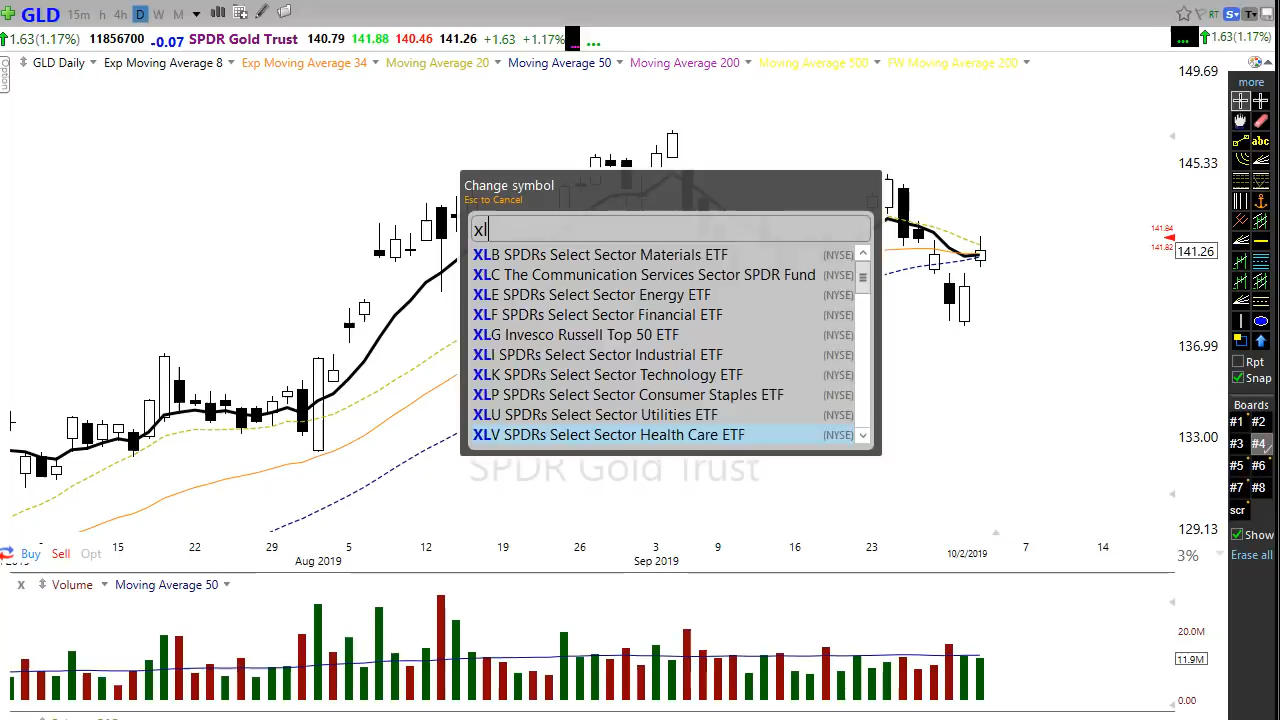 GLD 15m h 4h D W M RT S T
1.63(1.17%) 11856700 -0.07 SPDR Gold Trust 140.79 141.88 140.46 141.26 +1.63 +1.17% ... ... 1.63(1.17%)
Option
GLD Daily Exp Moving Average 8 Exp Moving Average 34 Moving Average 20 Moving Average 50 Moving Average 200 Moving Average 500 FW Moving Average 200
149.69
145.33
141.84
141.82
141.26
136.99
133.00
129.13
Change symbol
Esc to Cancel
xl
XLB SPDRs Select Sector Materials ETF (NYSE)
XLC The Communication Services Sector SPDR Fund
XLE SPDRs Select Sector Energy ETF (NYSE)
XLF SPDRs Select Sector Financial ETF (NYSE)
XLG Invesco Russell Top 50 ETF (NYSE)
XLI SPDRs Select Sector Industrial ETF (NYSE)
XLK SPDRs Select Sector Technology ETF (NYSE)
XLP SPDRs Select Sector Consumer Staples ETF (NYSE)
XLU SPDRs Select Sector Utilities ETF (NYSE)
XLV SPDRs Select Sector Health Care ETF (NYSE)
SPDR Gold Trust
more
abc
Rpt
Snap
Boards
#1 #2
#3 #4
#5 #6
#7 #8
scr
Show
Erase all
15 22 29 5 12 19 26 3 9 16 23 10/2/2019 7 14
Aug 2019 Sep 2019
Buy Sell Opt
3%
x Volume Moving Average 50
20.0M
11.9M
0.00